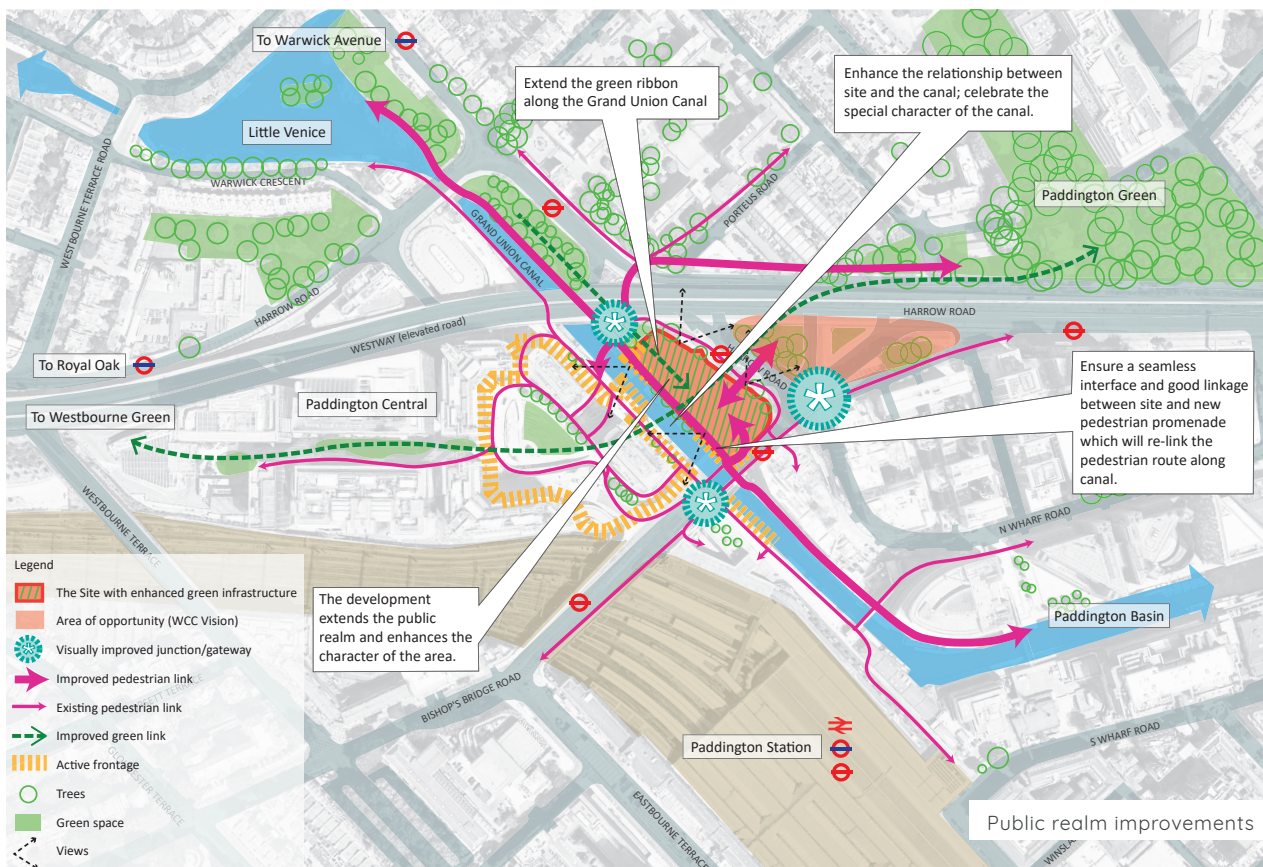 To Warwick Avenue
Extend the green ribbon
along the Grand Union Canal
Enhance the relationship between
site and the canal; celebrate the
special character of the canal.
Little Venice
WARWICK CRESCENT
WESTBOURNE TERRACE ROAD
GRAND UNION CANAL
PORTEUS ROAD
Paddington Green
HARROW ROAD
WESTWAY (elevated road)
HARROW ROAD
HARROW ROAD
To Royal Oak
To Westbourne Green
Paddington Central
Ensure a seamless
interface and good linkage
between site and new
pedestrian promenade
which will re-link the
pedestrian route along
canal.
WESTBOURNE TERRACE
N WHARF ROAD
The development
extends the public
realm and enhances the
character of the area.
Paddington Basin
BISHOP'S BRIDGE ROAD
Paddington Station
S WHARF ROAD
EASTBOURNE TERRACE
GLOUCESTER TERRACE
Legend
The Site with enhanced green infrastructure
Area of opportunity (WCC Vision)
Visually improved junction/gateway
Improved pedestrian link
Existing pedestrian link
Improved green link
Active frontage
Trees
Green space
Views
Public realm improvements